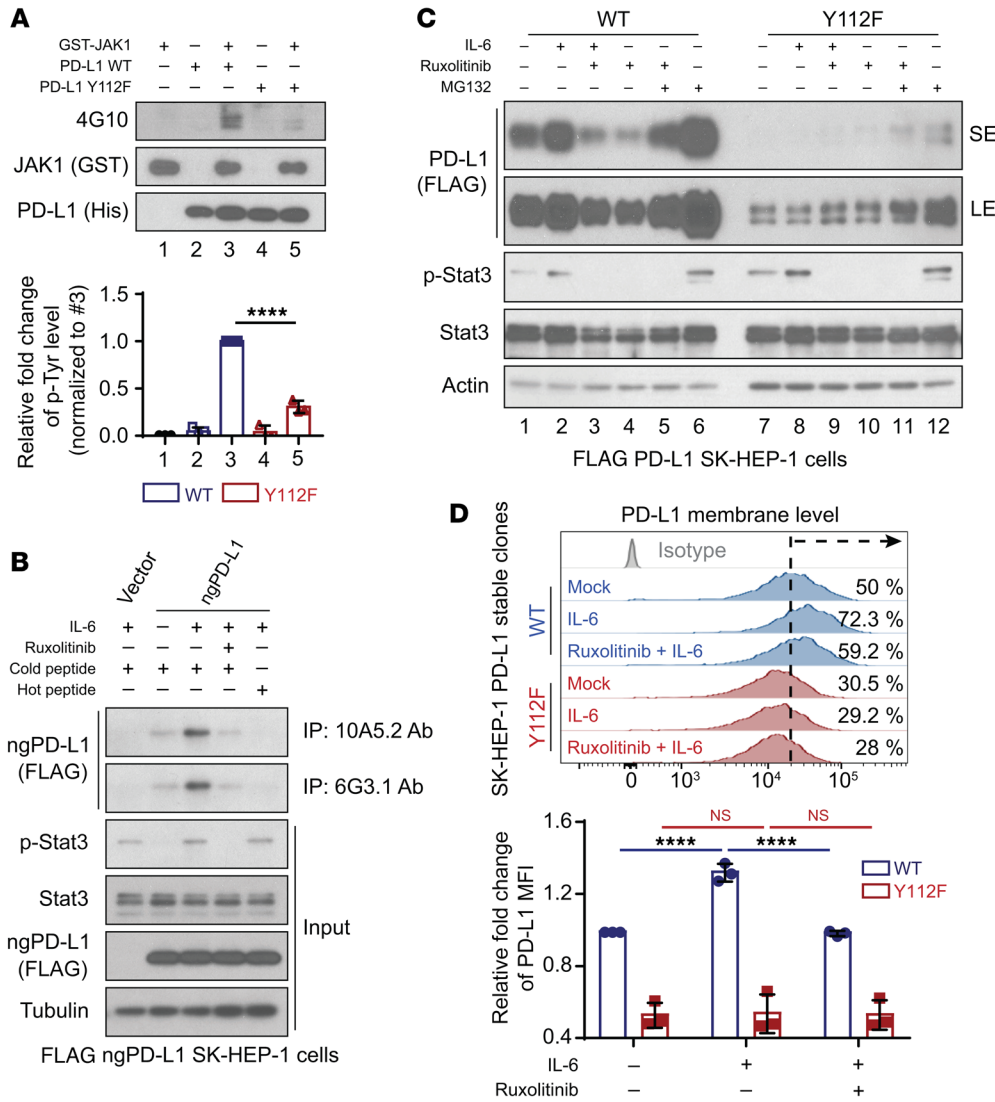 A
GST-JAK1 + – + – +
PD-L1 WT – + + – –
PD-L1 Y112F – – – + +
4G10
JAK1 (GST)
PD-L1 (His)
1 2 3 4 5
Relative fold change
of p-Tyr level
(normalized to #3)
1.5
1.0
0.5
0.0
****
1 2 3 4 5
WT Y112F
B
Vector ngPD-L1
IL-6 + – + + +
Ruxolitinib – – – + –
Cold peptide + + + + –
Hot peptide – – – – +
ngPD-L1
(FLAG)
IP: 10A5.2 Ab
IP: 6G3.1 Ab
p-Stat3
Stat3
ngPD-L1
(FLAG)
Tubulin
Input
FLAG ngPD-L1 SK-HEP-1 cells
C
WT Y112F
IL-6 – + + – – – – + + – – –
Ruxolitinib – – + + + – – – + + + –
MG132 – – – – + + – – – – + +
PD-L1
(FLAG)
SE
LE
p-Stat3
Stat3
Actin
1 2 3 4 5 6 7 8 9 10 11 12
FLAG PD-L1 SK-HEP-1 cells
D
SK-HEP-1 PD-L1 stable clones
PD-L1 membrane level
Isotype
WT
Mock 50 %
IL-6 72.3 %
Ruxolitinib + IL-6 59.2 %
Y112F
Mock 30.5 %
IL-6 29.2 %
Ruxolitinib + IL-6 28 %
0 10³ 10⁴ 10⁵
Relative fold change
of PD-L1 MFI
1.6
1.2
0.8
0.4
NS NS
**** ****
WT
Y112F
IL-6 – + +
Ruxolitinib – – +